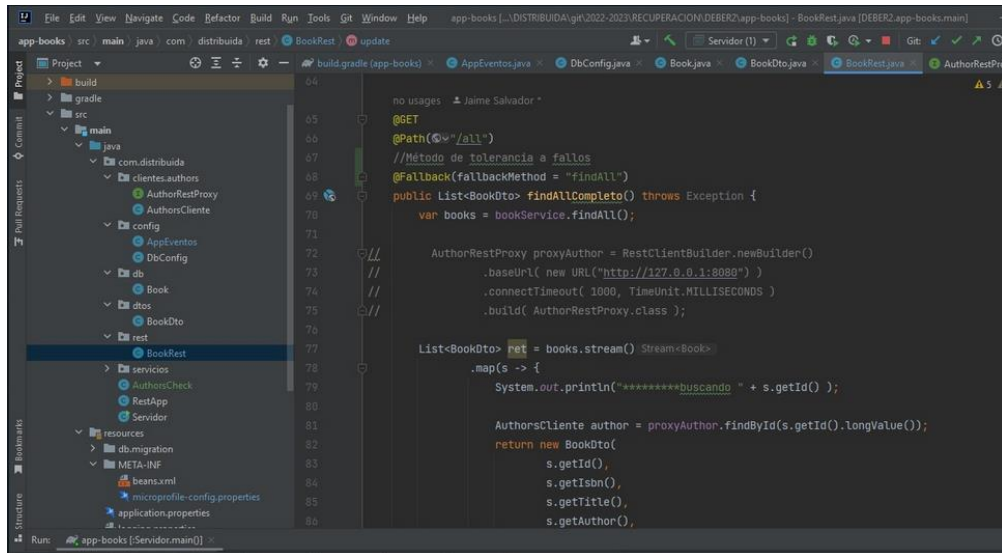 File Edit View Navigate Code Refactor Build Run Tools Git Window Help app-books [...\DISTRIBUIDA\git\2022-2023\RECUPERACION\DEBER2\app-books] - BookRest.java [DEBER2.app-books.main]
app-books src main java com distribuida rest BookRest update Servidor (1) Git:
Project build.gradle (app-books) AppEventos.java DbConfig.java Book.java BookDto.java BookRest.java AuthorRestPr
build
gradle
src
main
java
com.distribuida
clientes.authors
AuthorRestProxy
AuthorsCliente
config
AppEventos
DbConfig
db
Book
dtos
BookDto
rest
BookRest
servicios
AuthorsCheck
RestApp
Servidor
resources
db.migration
META-INF
beans.xml
microprofile-config.properties
application.properties
Project
Commit
Pull Requests
Bookmarks
Structure
5
64
no usages Jaime Salvador *
65 @GET
66 @Path("/all")
67 //Método de tolerancia a fallos
68 @Fallback(fallbackMethod = "findAll")
69 public List<BookDto> findAllCompleto() throws Exception {
70 var books = bookService.findAll();
71
72 // AuthorRestProxy proxyAuthor = RestClientBuilder.newBuilder()
73 // .baseUrl( new URL("http://127.0.0.1:8080") )
74 // .connectTimeout( 1000, TimeUnit.MILLISECONDS )
75 // .build( AuthorRestProxy.class );
76
77 List<BookDto> ret = books.stream() Stream<Book>
78 .map(s -> {
79 System.out.println("*********buscando " + s.getId() );
80
81 AuthorsCliente author = proxyAuthor.findById(s.getId().longValue());
82 return new BookDto(
83 s.getId(),
84 s.getIsbn(),
85 s.getTitle(),
86 s.getAuthor(),
Run: app-books [:Servidor.main()]